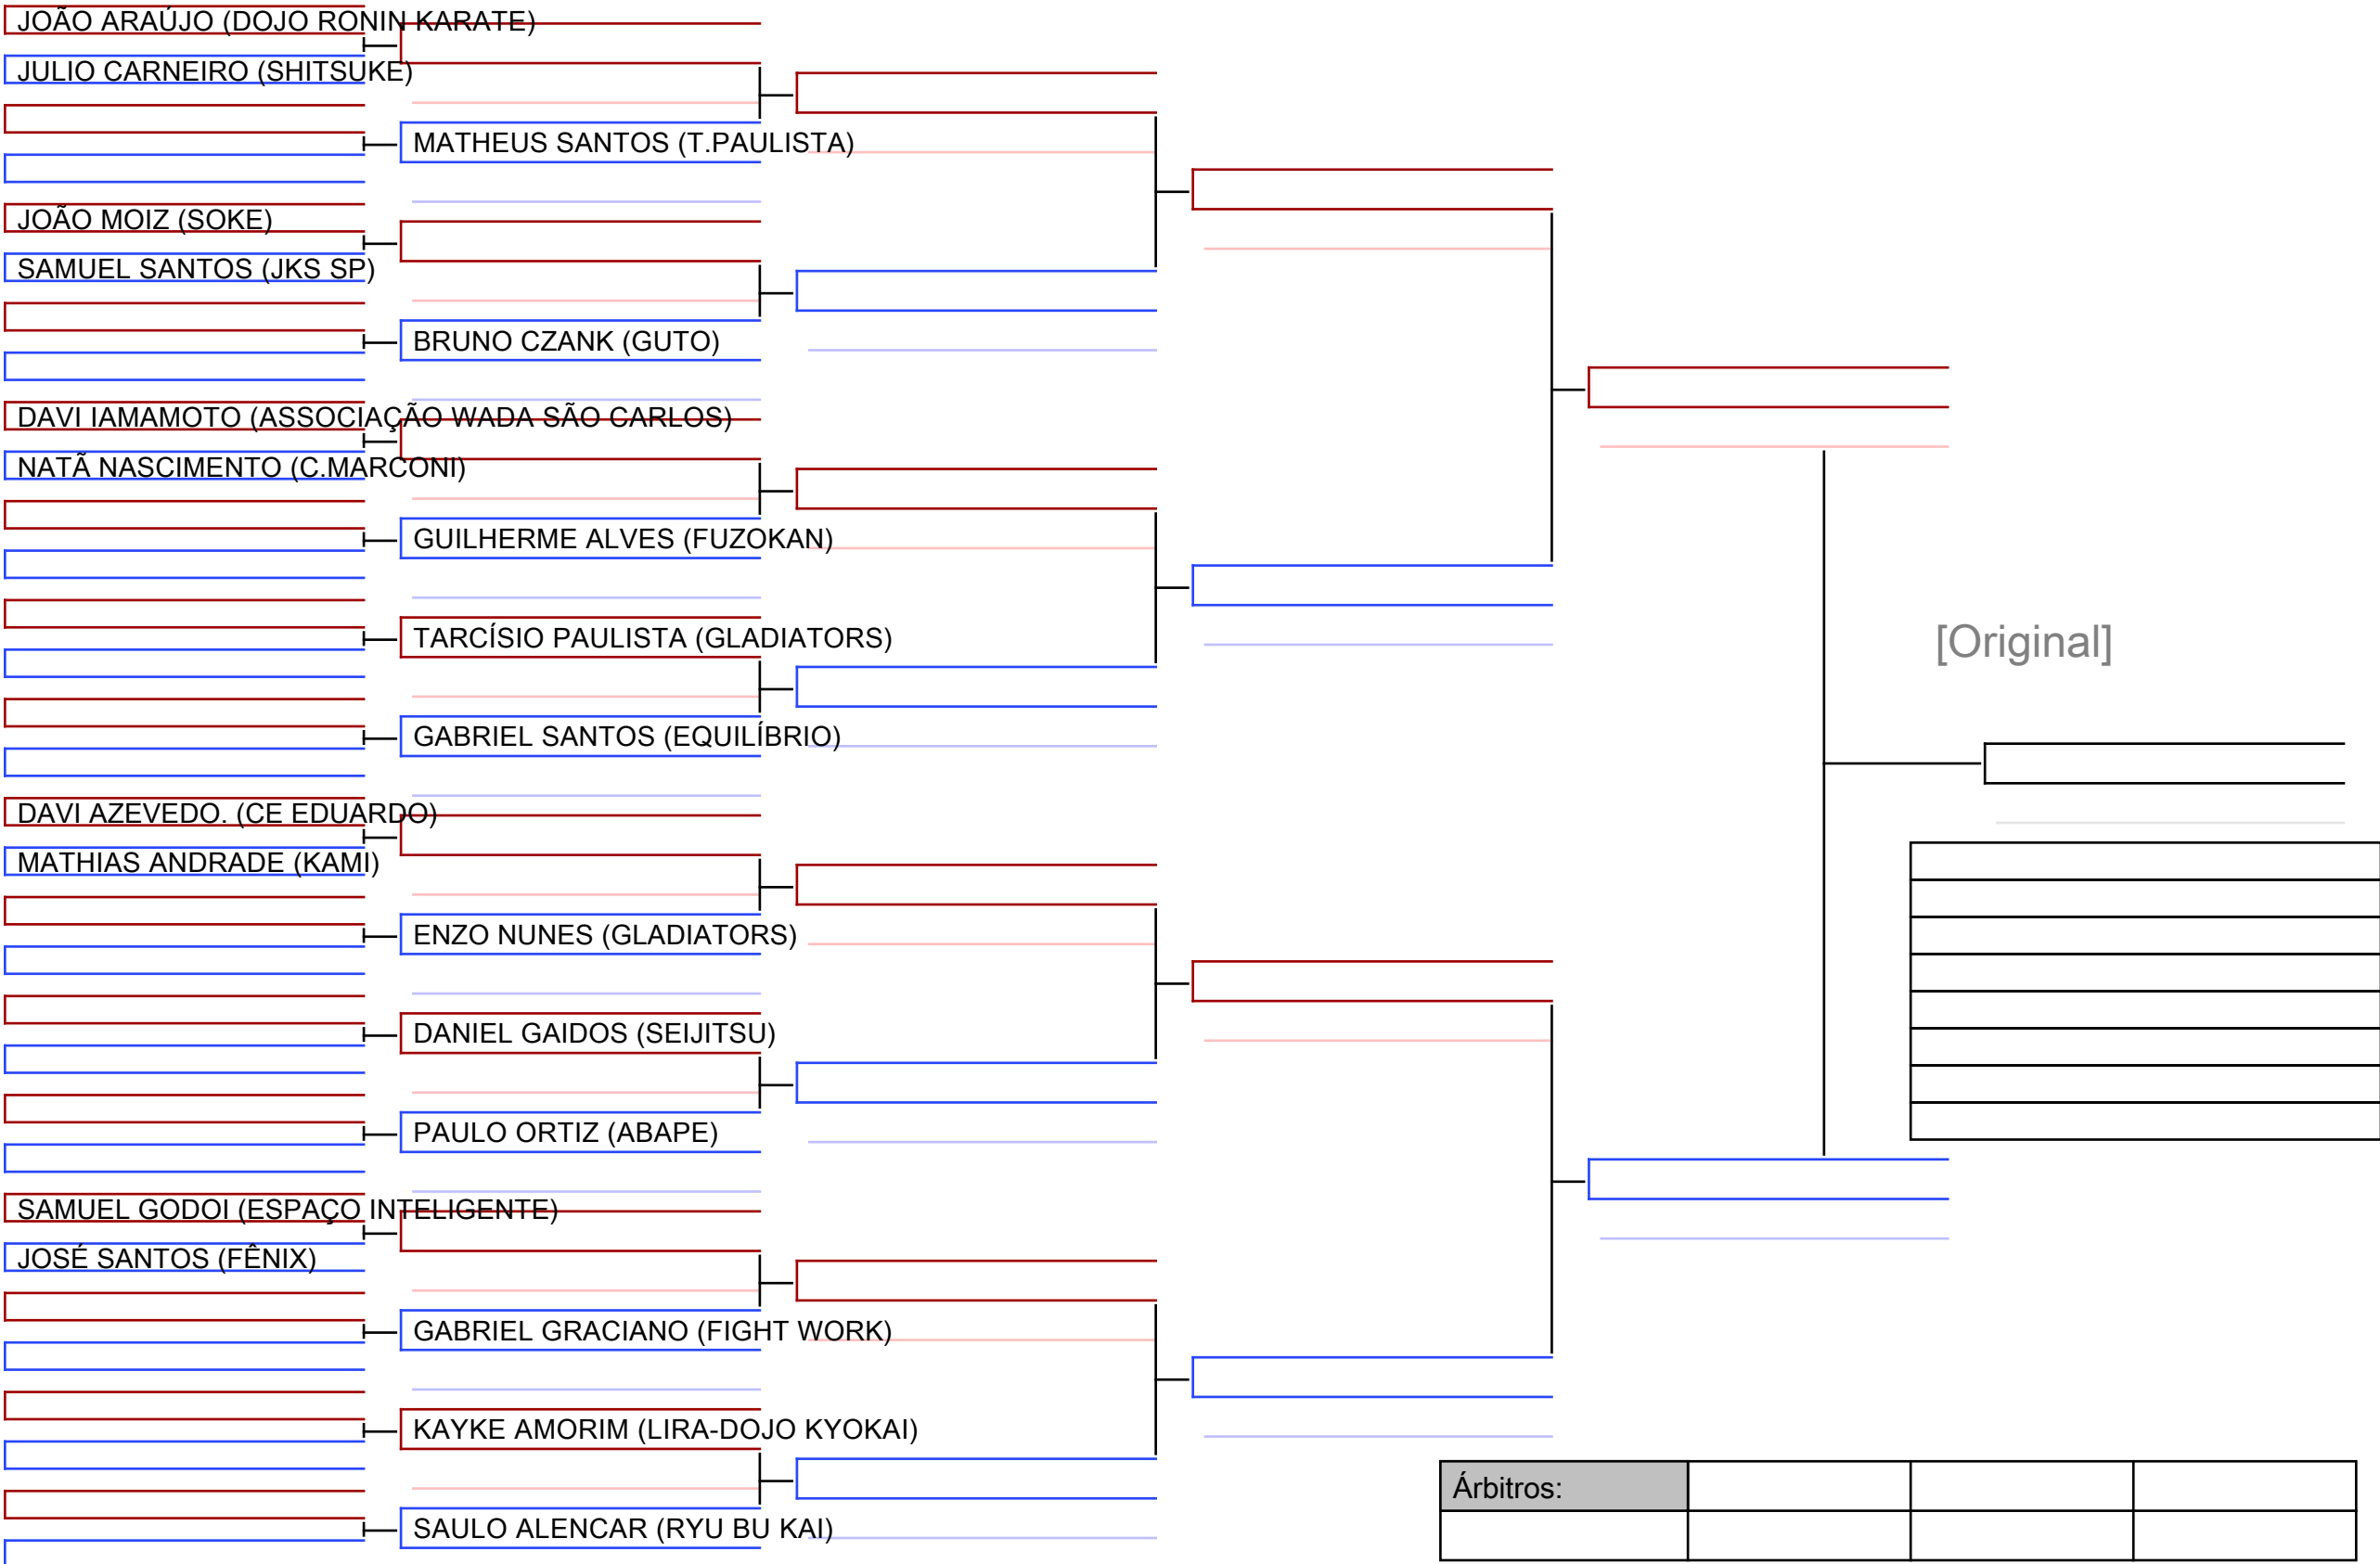 JOÃO ARAÚJO (DOJO RONIN KARATE)
JULIO CARNEIRO (SHITSUKE)
MATHEUS SANTOS (T.PAULISTA)
JOÃO MOIZ (SOKE)
SAMUEL SANTOS (JKS SP)
BRUNO CZANK (GUTO)
DAVI IAMAMOTO (ASSOCIAÇÃO WADA SÃO CARLOS)
NATÃ NASCIMENTO (C.MARCONI)
GUILHERME ALVES (FUZOKAN)
TARCÍSIO PAULISTA (GLADIATORS)
[Original]
GABRIEL SANTOS (EQUILÍBRIO)
DAVI AZEVEDO. (CE EDUARDO)
MATHIAS ANDRADE (KAMI)
ENZO NUNES (GLADIATORS)
DANIEL GAIDOS (SEIJITSU)
PAULO ORTIZ (ABAPE)
SAMUEL GODOI (ESPAÇO INTELIGENTE)
JOSÉ SANTOS (FÊNIX)
GABRIEL GRACIANO (FIGHT WORK)
KAYKE AMORIM (LIRA-DOJO KYOKAI)
Árbitros:
SAULO ALENCAR (RYU BU KAI)